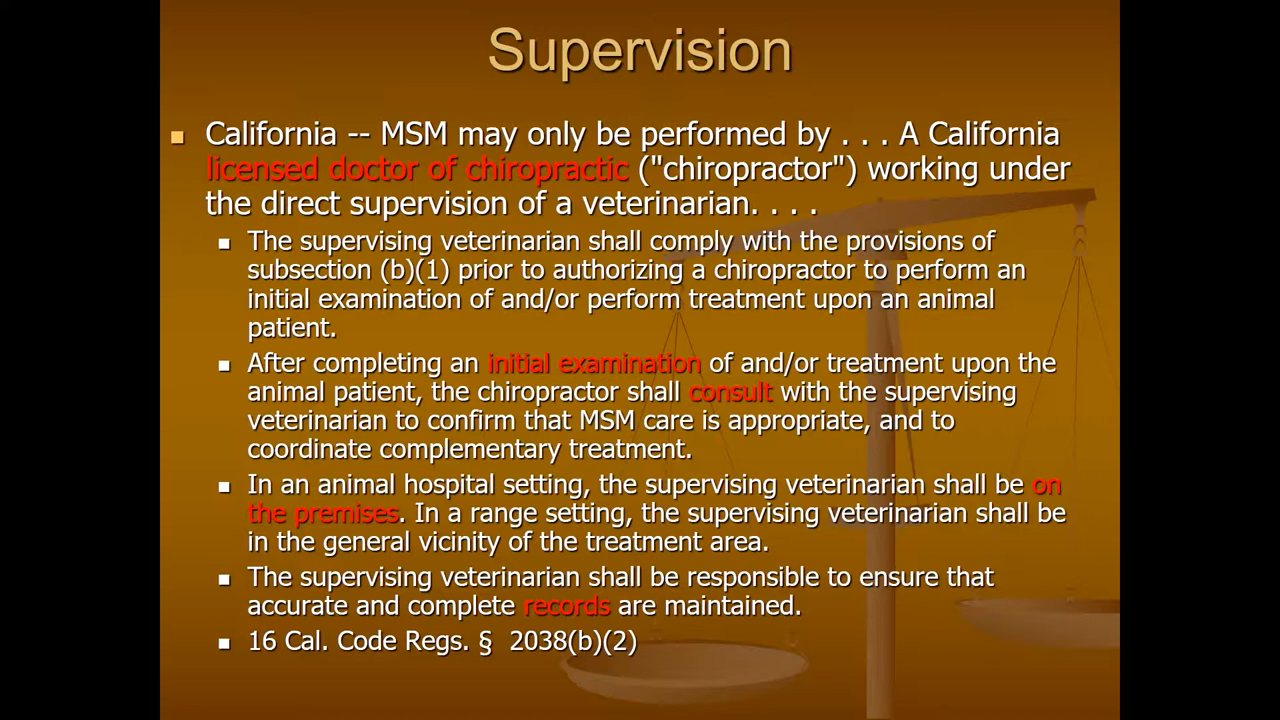 Supervision
California -- MSM may only be performed by . . . A California
licensed doctor of chiropractic ("chiropractor") working under
the direct supervision of a veterinarian. . . .
The supervising veterinarian shall comply with the provisions of
subsection (b)(1) prior to authorizing a chiropractor to perform an
initial examination of and/or perform treatment upon an animal
patient.
After completing an initial examination of and/or treatment upon the
animal patient, the chiropractor shall consult with the supervising
veterinarian to confirm that MSM care is appropriate, and to
coordinate complementary treatment.
In an animal hospital setting, the supervising veterinarian shall be on
the premises. In a range setting, the supervising veterinarian shall be
in the general vicinity of the treatment area.
The supervising veterinarian shall be responsible to ensure that
accurate and complete records are maintained.
16 Cal. Code Regs. § 2038(b)(2)